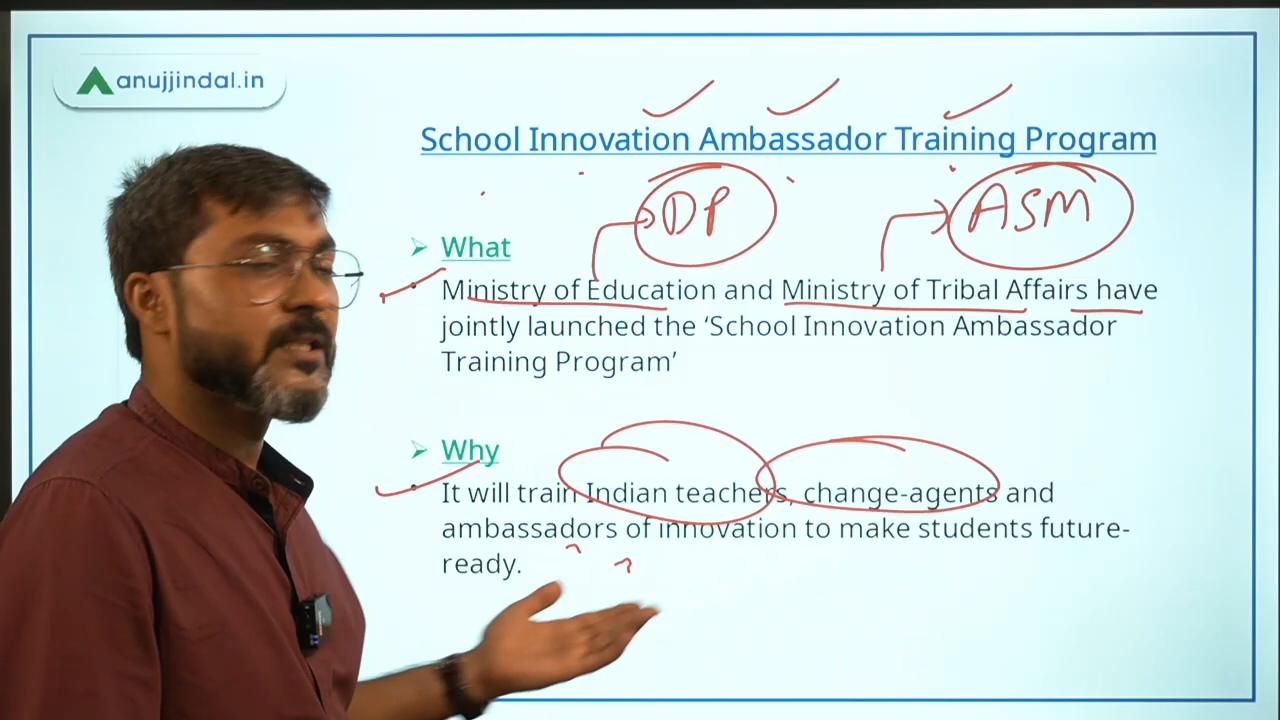 anujjindal.in
School Innovation Ambassador Training Program
DP
ASM
What
Ministry of Education and Ministry of Tribal Affairs have
jointly launched the ‘School Innovation Ambassador
Training Program’
Why
It will train Indian teachers, change-agents and
ambassadors of innovation to make students future-
ready.